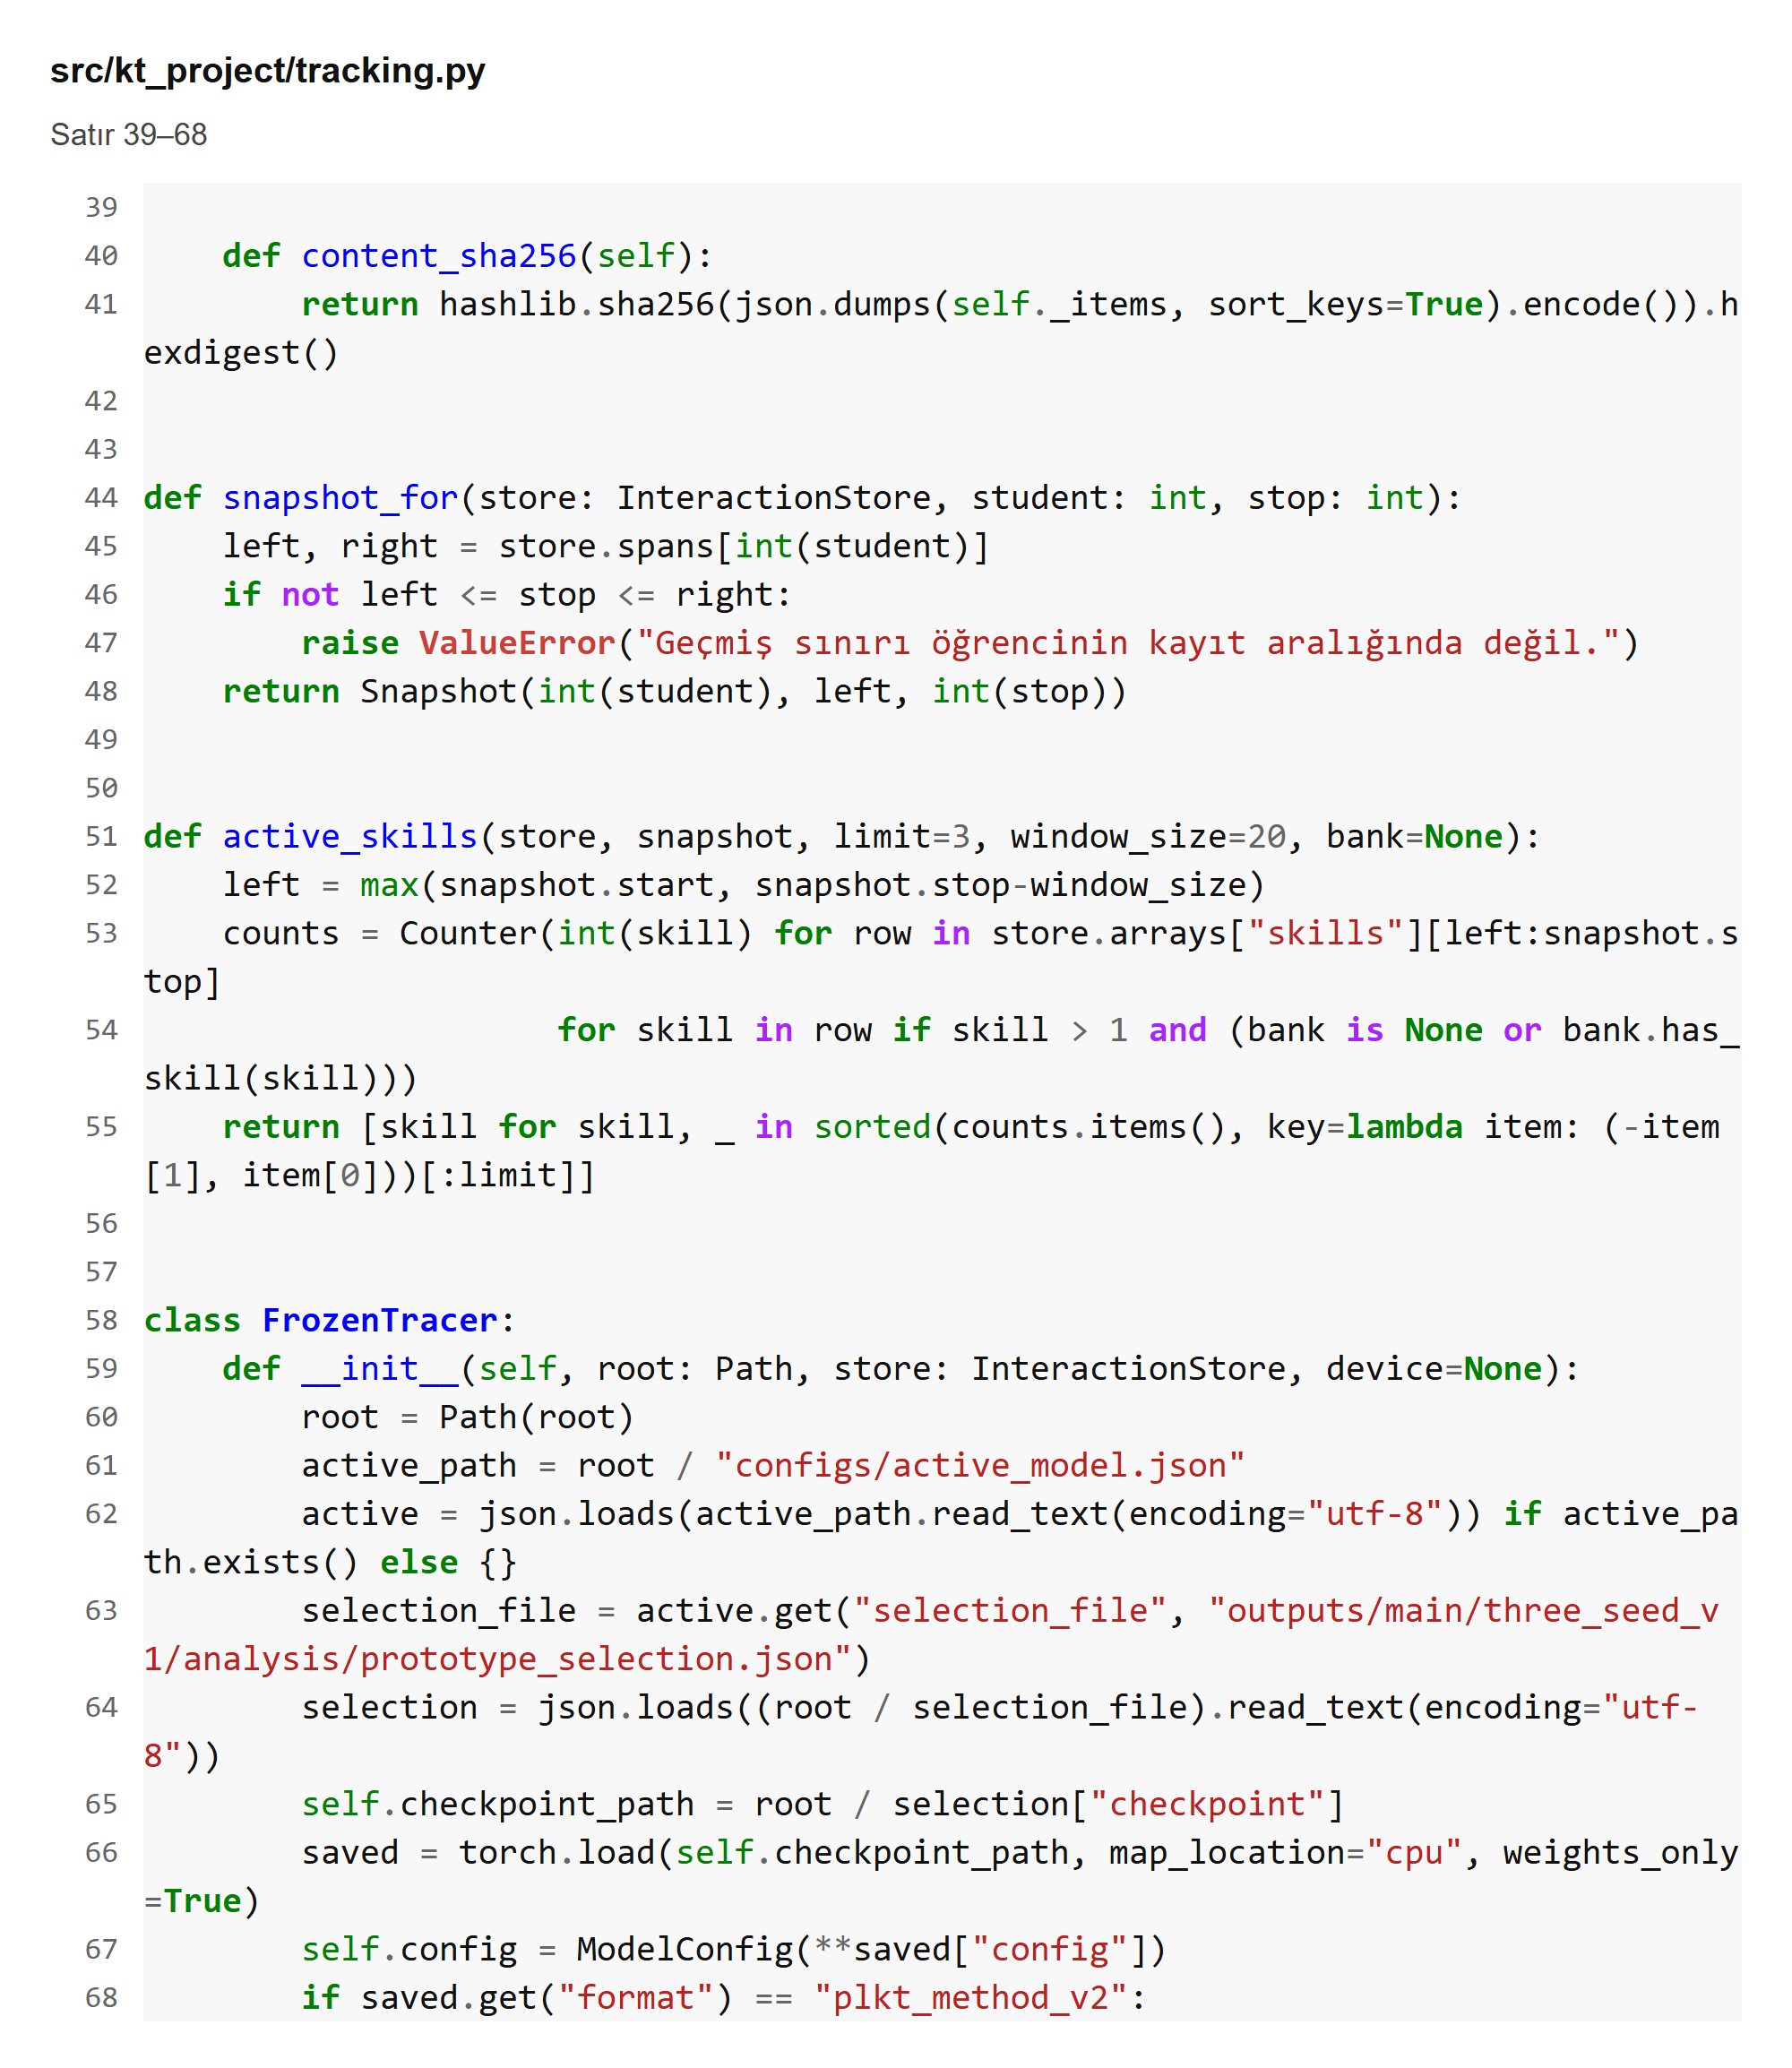 src/kt_project/tracking.py
Satır 39–68
39
40     def content_sha256(self):
41         return hashlib.sha256(json.dumps(self._items, sort_keys=True).encode()).h
exdigest()
42
43
44 def snapshot_for(store: InteractionStore, student: int, stop: int):
45     left, right = store.spans[int(student)]
46     if not left <= stop <= right:
47         raise ValueError("Geçmiş sınırı öğrencinin kayıt aralığında değil.")
48     return Snapshot(int(student), left, int(stop))
49
50
51 def active_skills(store, snapshot, limit=3, window_size=20, bank=None):
52     left = max(snapshot.start, snapshot.stop-window_size)
53     counts = Counter(int(skill) for row in store.arrays["skills"][left:snapshot.s
top]
54                      for skill in row if skill > 1 and (bank is None or bank.has_
skill(skill)))
55     return [skill for skill, _ in sorted(counts.items(), key=lambda item: (-item
[1], item[0]))[:limit]]
56
57
58 class FrozenTracer:
59     def __init__(self, root: Path, store: InteractionStore, device=None):
60         root = Path(root)
61         active_path = root / "configs/active_model.json"
62         active = json.loads(active_path.read_text(encoding="utf-8")) if active_pa
th.exists() else {}
63         selection_file = active.get("selection_file", "outputs/main/three_seed_v
1/analysis/prototype_selection.json")
64         selection = json.loads((root / selection_file).read_text(encoding="utf-
8"))
65         self.checkpoint_path = root / selection["checkpoint"]
66         saved = torch.load(self.checkpoint_path, map_location="cpu", weights_only
=True)
67         self.config = ModelConfig(**saved["config"])
68         if saved.get("format") == "plkt_method_v2":